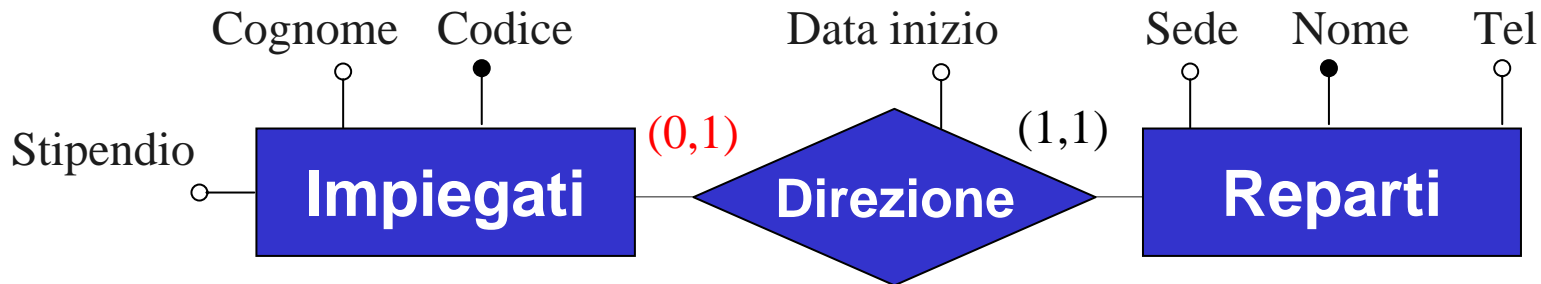 Cognome Codice Data inizio Sede Nome Tel
Stipendio (0,1) (1,1)
Impiegati Direzione Reparti